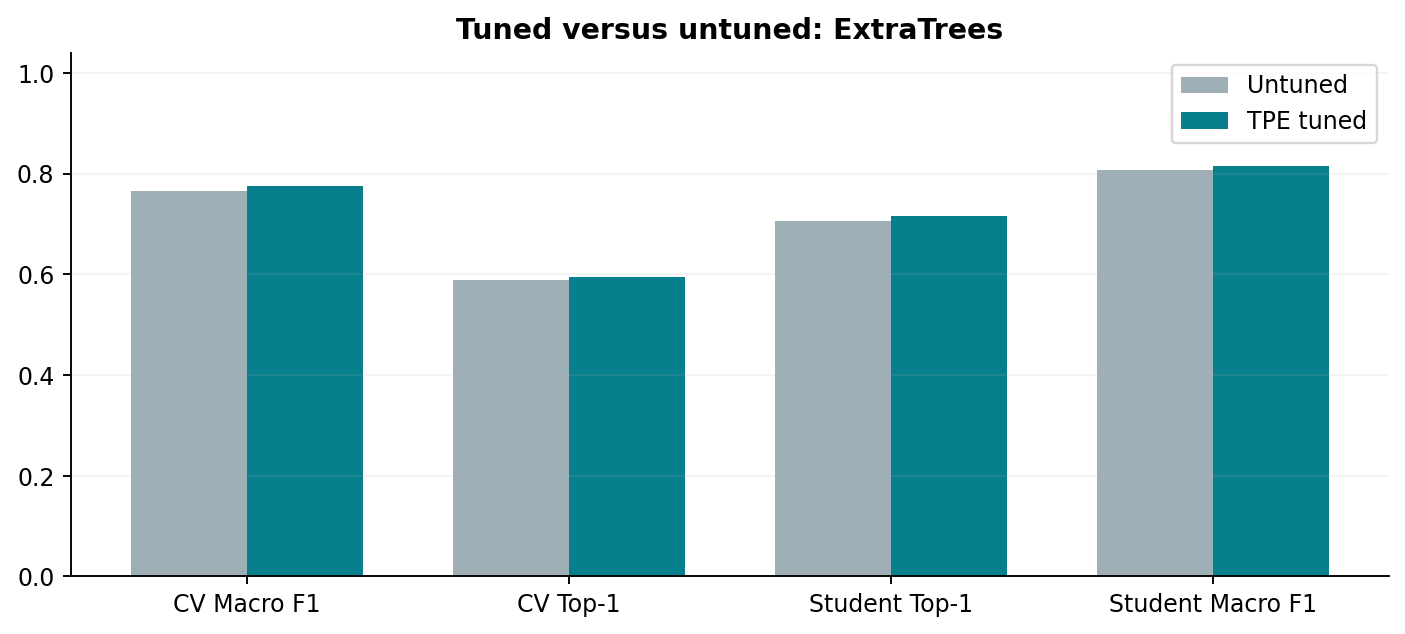 Tuned versus untuned: ExtraTrees
1.0
0.8
0.6
0.4
0.2
0.0
Untuned
TPE tuned
CV Macro F1
CV Top-1
Student Top-1
Student Macro F1